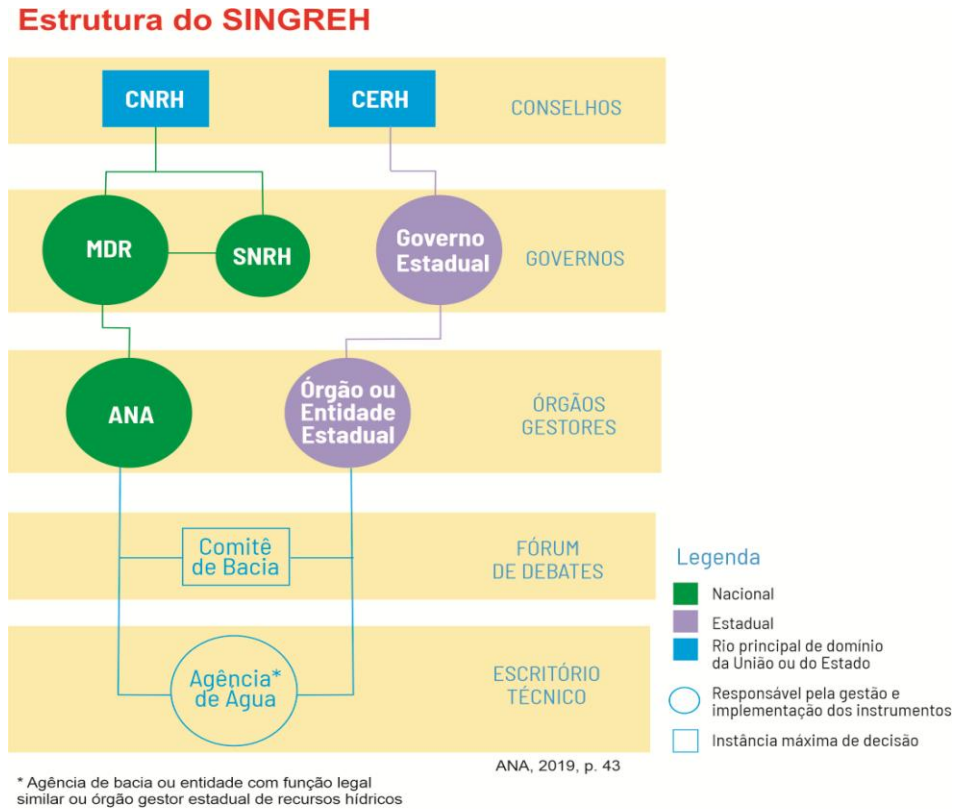 Estrutura do SINGREH
CNRH
CERH
CONSELHOS
MDR
SNRH
Governo
Estadual
GOVERNOS
ANA
Órgão ou
Entidade
Estadual
ÓRGÃOS
GESTORES
Comitê
de Bacia
FÓRUM
DE DEBATES
Agência*
de Água
ESCRITÓRIO
TÉCNICO
Legenda
Nacional
Estadual
Rio principal de domínio
da União ou do Estado
Responsável pela gestão e
implementação dos instrumentos
Instância máxima de decisão
ANA, 2019, p. 43
* Agência de bacia ou entidade com função legal
similar ou órgão gestor estadual de recursos hídricos